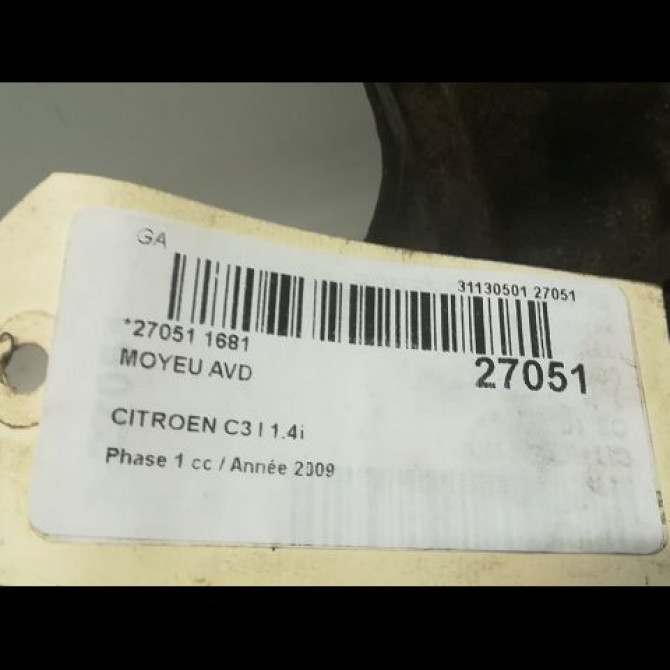 GA
31130501 27051
*27051 1681
MOYEU AVD
27051
CITROEN C3 I 1.4i
Phase 1 cc / Année 2009